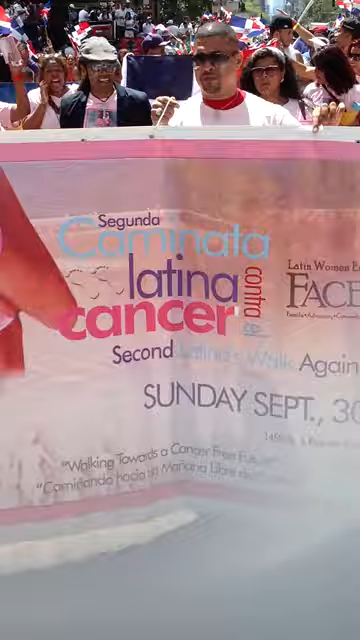 Segunda
Caminata
latina
contra el
cancer
Second Latina's Walk Again
SUNDAY SEPT., 30
Latin Women
FACE
"Walking Towards a Cancer Free
"Caminando hacia un Mañana Libre de